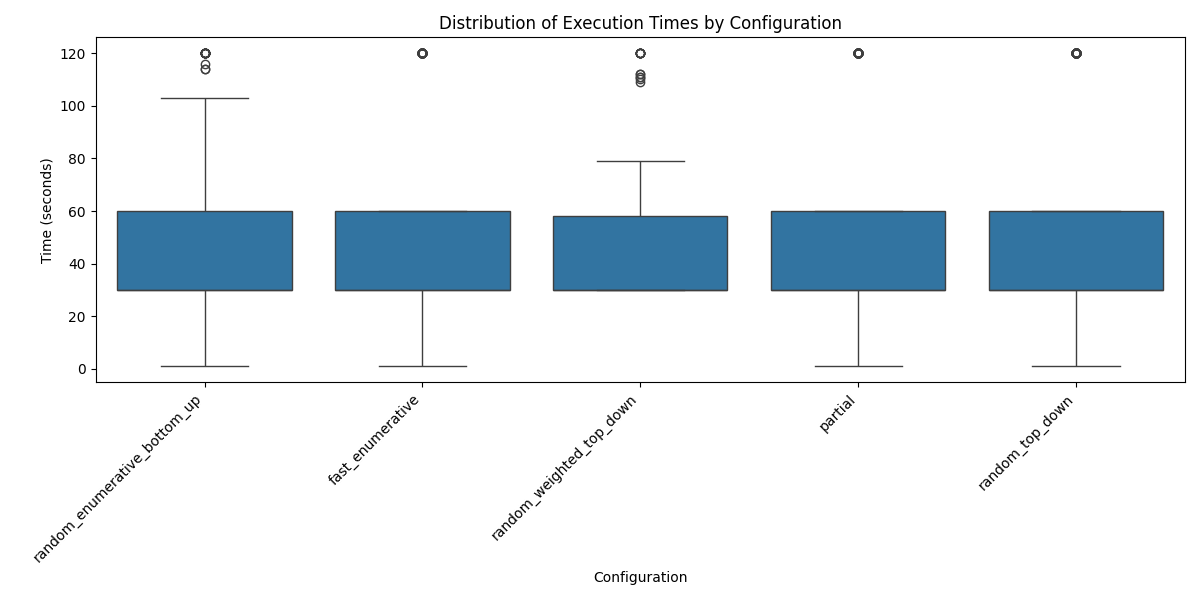 Distribution of Execution Times by Configuration
Time (seconds)
120
100
80
60
40
20
0
random_enumerative_bottom_up
fast_enumerative
random_weighted_top_down
partial
random_top_down
Configuration